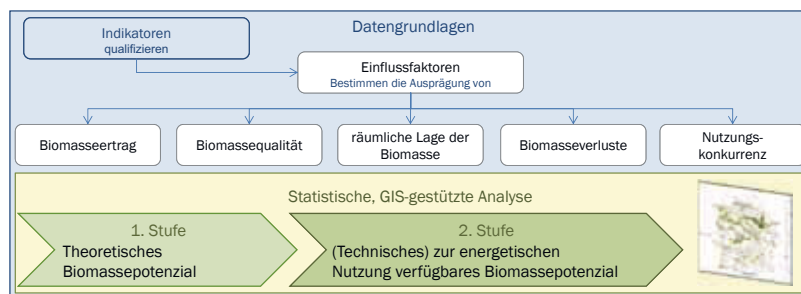 Datengrundlagen
Indikatoren
qualifizieren
Einflussfaktoren
Bestimmen die Ausprägung von
Biomasseertrag
Biomassequalität
räumliche Lage der
Biomasse
Biomasseverluste
Nutzungs-
konkurrenz
Statistische, GIS-gestützte Analyse
1. Stufe
Theoretisches
Biomassepotenzial
2. Stufe
(Technisches) zur energetischen
Nutzung verfügbares Biomassepotenzial